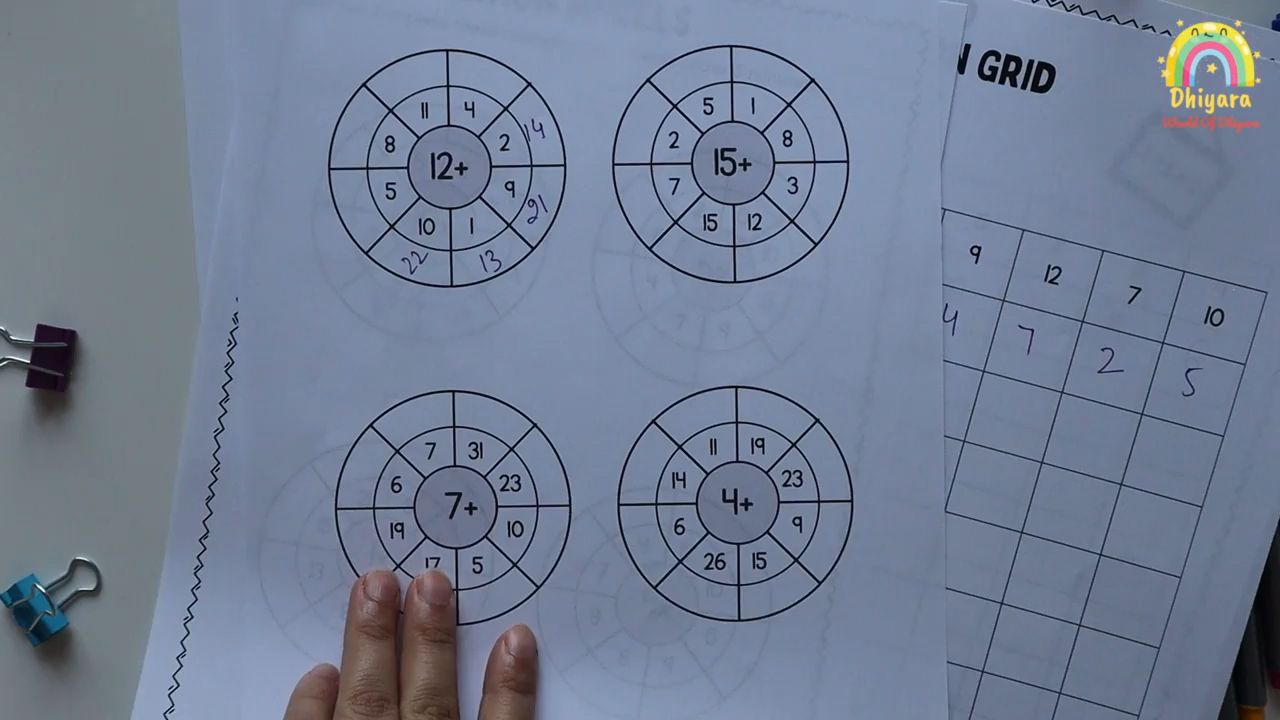 N GRID
Dhiyara
World Of Dhiyara
11 4
8 2 14
12+
5 9 21
10 1
22 13
5 1
2 8
15+
7 3
15 12
9 12 7 10
4 7 2 5
7 31
6 23
7+
19 10
17 5
11 19
14 23
4+
6 9
26 15